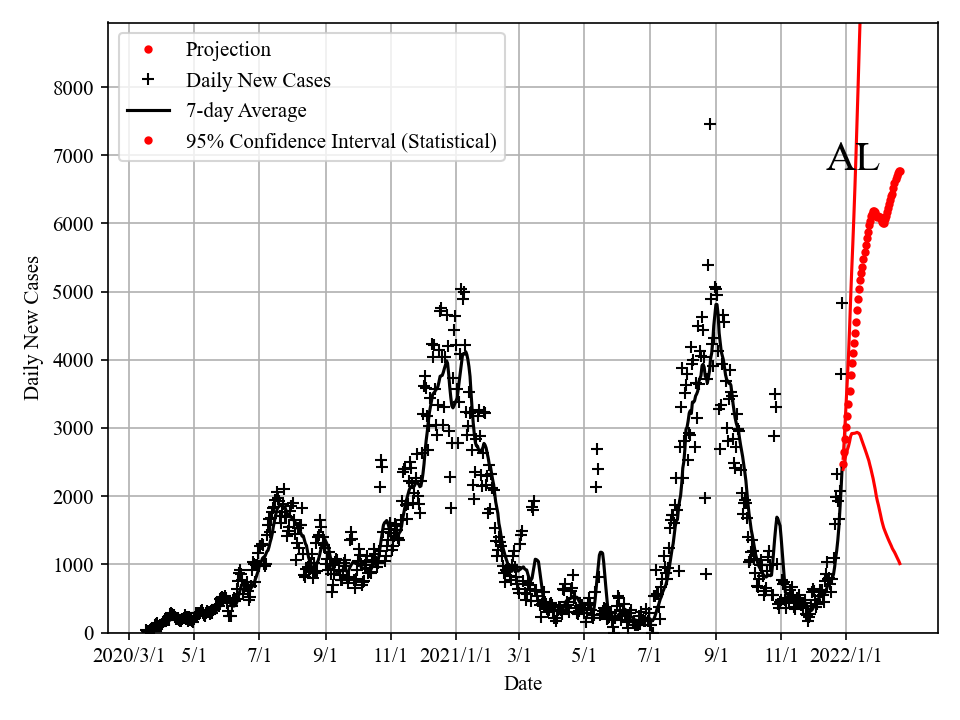 Projection
Daily New Cases
7-day Average
95% Confidence Interval (Statistical)
AL
Daily New Cases
8000
7000
6000
5000
4000
3000
2000
1000
0
2020/3/1 5/1 7/1 9/1 11/1 2021/1/1 3/1 5/1 7/1 9/1 11/1 2022/1/1
Date